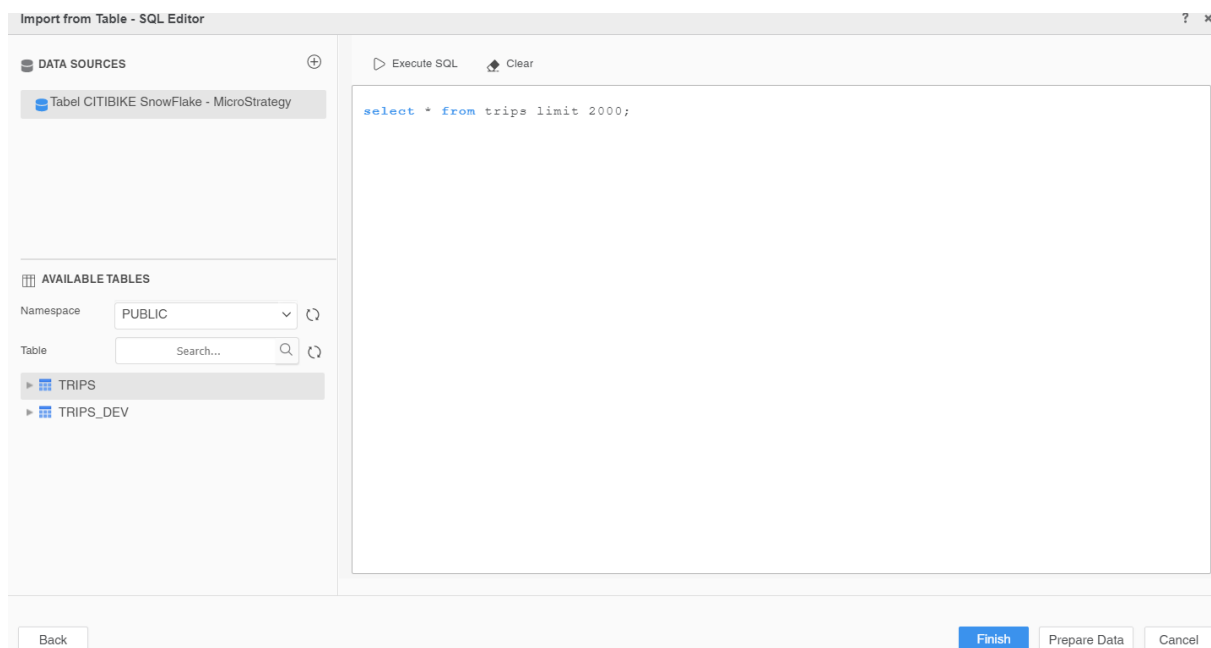 Import from Table - SQL Editor
?
DATA SOURCES
Tabel CITIBIKE SnowFlake - MicroStrategy
Execute SQL
Clear
select * from trips limit 2000;
AVAILABLE TABLES
Namespace
PUBLIC
Table
Search...
TRIPS
TRIPS_DEV
Back
Finish
Prepare Data
Cancel